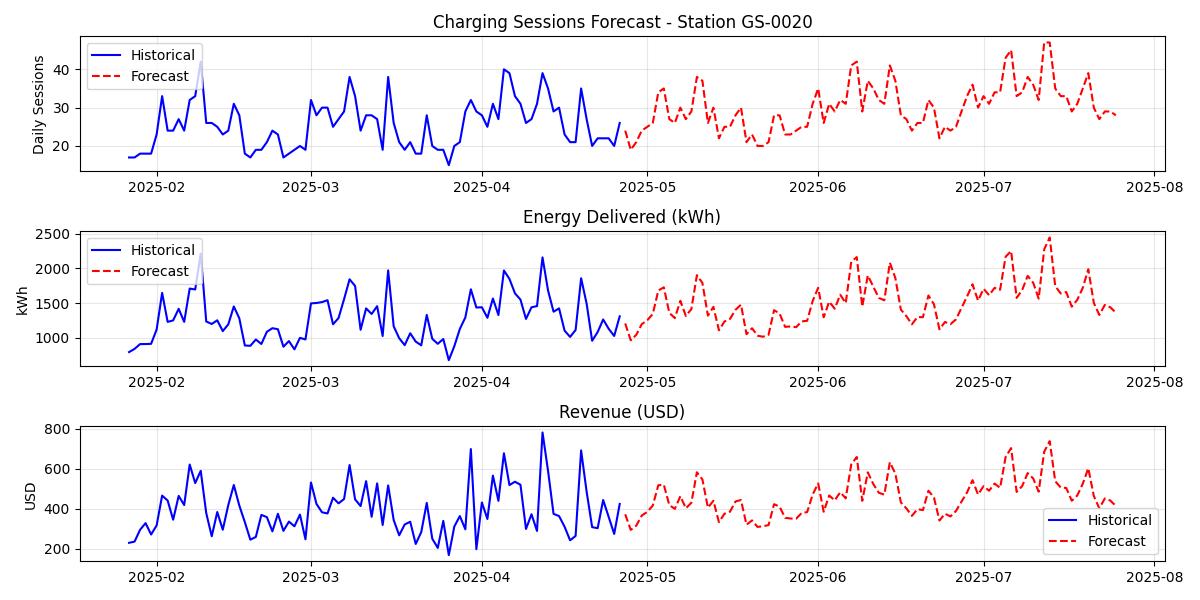 Charging Sessions Forecast - Station GS-0020
Daily Sessions
40
30
20
Historical
Forecast
2025-02 2025-03 2025-04 2025-05 2025-06 2025-07 2025-08
Energy Delivered (kWh)
kWh
2500
2000
1500
1000
Historical
Forecast
2025-02 2025-03 2025-04 2025-05 2025-06 2025-07 2025-08
Revenue (USD)
USD
800
600
400
200
Historical
Forecast
2025-02 2025-03 2025-04 2025-05 2025-06 2025-07 2025-08